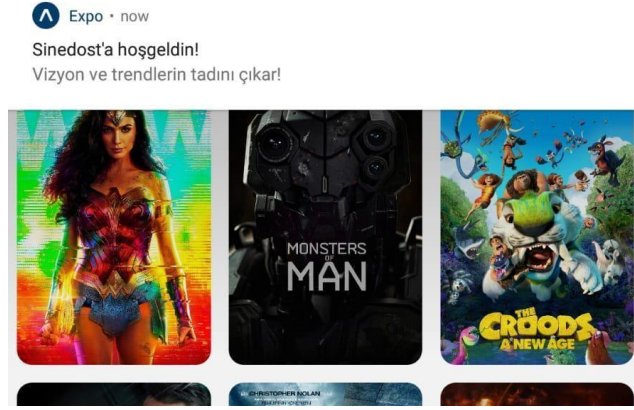 Expo • now
Sinedost'a hoşgeldin!
Vizyon ve trendlerin tadını çıkar!
MONSTERS
OF
MAN
THE
CROODS
A NEW AGE
CHRISTOPHER NOLAN